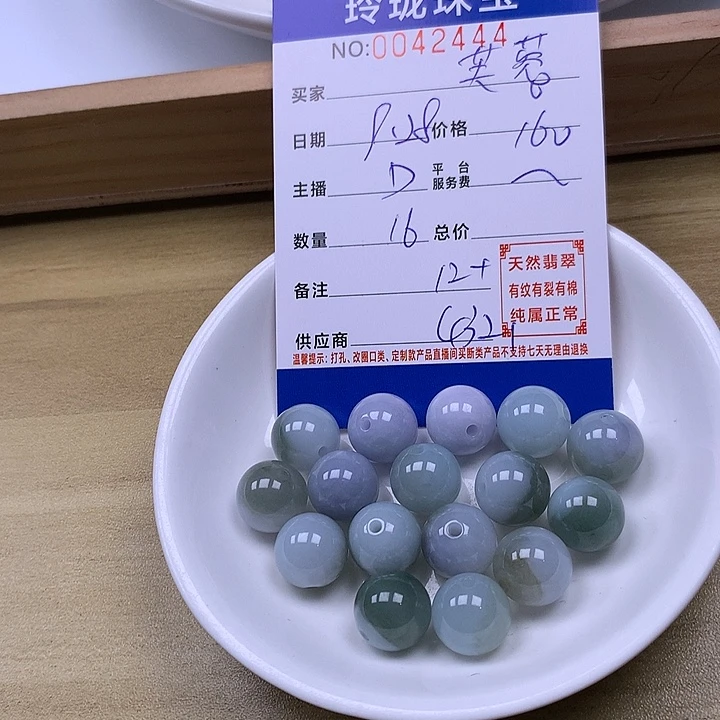 玲珑珠宝
NO:0042444
买家 芙蓉
日期 9.28 价格 160
主播 D 平台服务费
数量 16 总价
备注 12+
供应商
天然翡翠
有纹有裂有棉
纯属正常
温馨提示：打孔、改圈口类、定制款产品直播间买断类产品不支持七天无理由退换